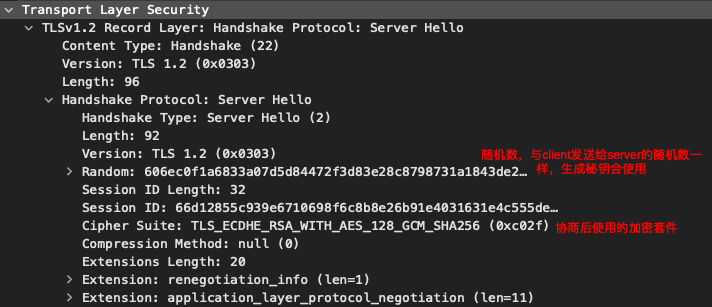 Transport Layer Security
TLSv1.2 Record Layer: Handshake Protocol: Server Hello
Content Type: Handshake (22)
Version: TLS 1.2 (0x0303)
Length: 96
Handshake Protocol: Server Hello
Handshake Type: Server Hello (2)
Length: 92
Version: TLS 1.2 (0x0303)
随机数，与client发送给server的随机数一
样，生成秘钥会使用
Random: 606ec0f1a6833a07d5d84472f3d83e28c8798731a1843de2…
Session ID Length: 32
Session ID: 66d12855c939e6710698f6c8b8e26b91e4031631e4c555de…
Cipher Suite: TLS_ECDHE_RSA_WITH_AES_128_GCM_SHA256 (0xc02f) 协商后使用的加密套件
Compression Method: null (0)
Extensions Length: 20
Extension: renegotiation_info (len=1)
Extension: application_layer_protocol_negotiation (len=11)